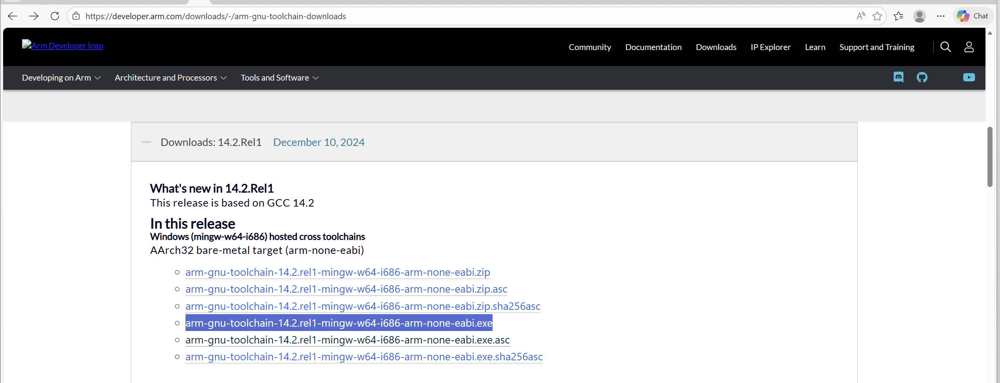 https://developer.arm.com/downloads/-/arm-gnu-toolchain-downloads
Chat
Arm Developer logo
Community Documentation Downloads IP Explorer Learn Support and Training
Developing on Arm Architecture and Processors Tools and Software
Downloads: 14.2.Rel1 December 10, 2024
What's new in 14.2.Rel1
This release is based on GCC 14.2
In this release
Windows (mingw-w64-i686) hosted cross toolchains
AArch32 bare-metal target (arm-none-eabi)
arm-gnu-toolchain-14.2.rel1-mingw-w64-i686-arm-none-eabi.zip
arm-gnu-toolchain-14.2.rel1-mingw-w64-i686-arm-none-eabi.zip.asc
arm-gnu-toolchain-14.2.rel1-mingw-w64-i686-arm-none-eabi.zip.sha256asc
arm-gnu-toolchain-14.2.rel1-mingw-w64-i686-arm-none-eabi.exe
arm-gnu-toolchain-14.2.rel1-mingw-w64-i686-arm-none-eabi.exe.asc
arm-gnu-toolchain-14.2.rel1-mingw-w64-i686-arm-none-eabi.exe.sha256asc